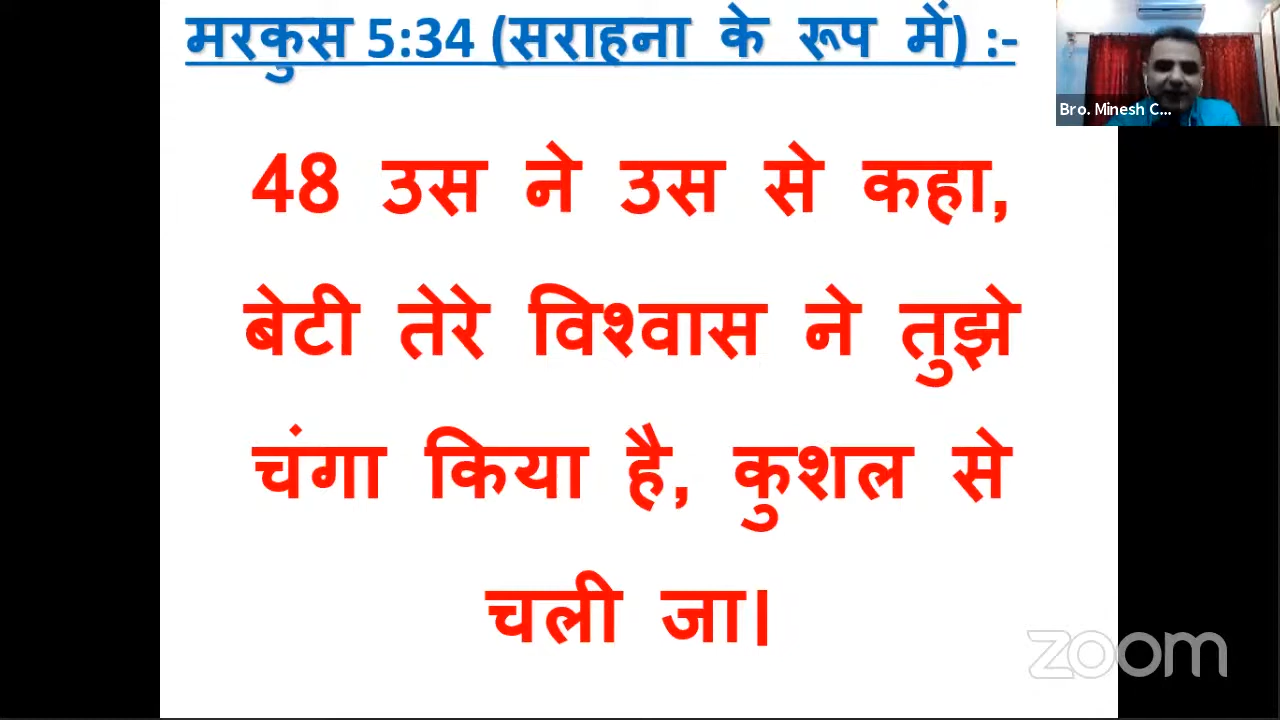 मरकुस 5:34 (सराहना के रूप में) :-
Bro. Minesh C...
48 उस ने उस से कहा,
बेटी तेरे विश्वास ने तुझे
चंगा किया है, कुशल से
चली जा।
zoom